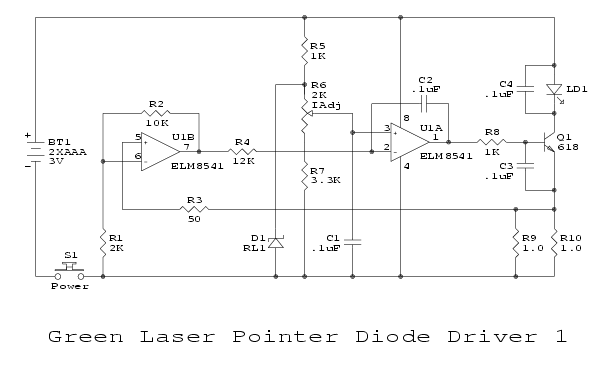 R5
1K
R6
2K
IAdj
C2
.1uF
8
C4
.1uF
LD1
R2
10K
U1B
5
+
6
-
7
ELM8541
R4
12K
3
+
2
-
U1A
1
ELM8541
4
R8
1K
Q1
618
C3
.1uF
+
BT1
2XAAA
3V
-
R7
3.3K
R3
50
R1
2K
D1
RL1
C1
.1uF
R9
1.0
R10
1.0
S1
Power
Green Laser Pointer Diode Driver 1